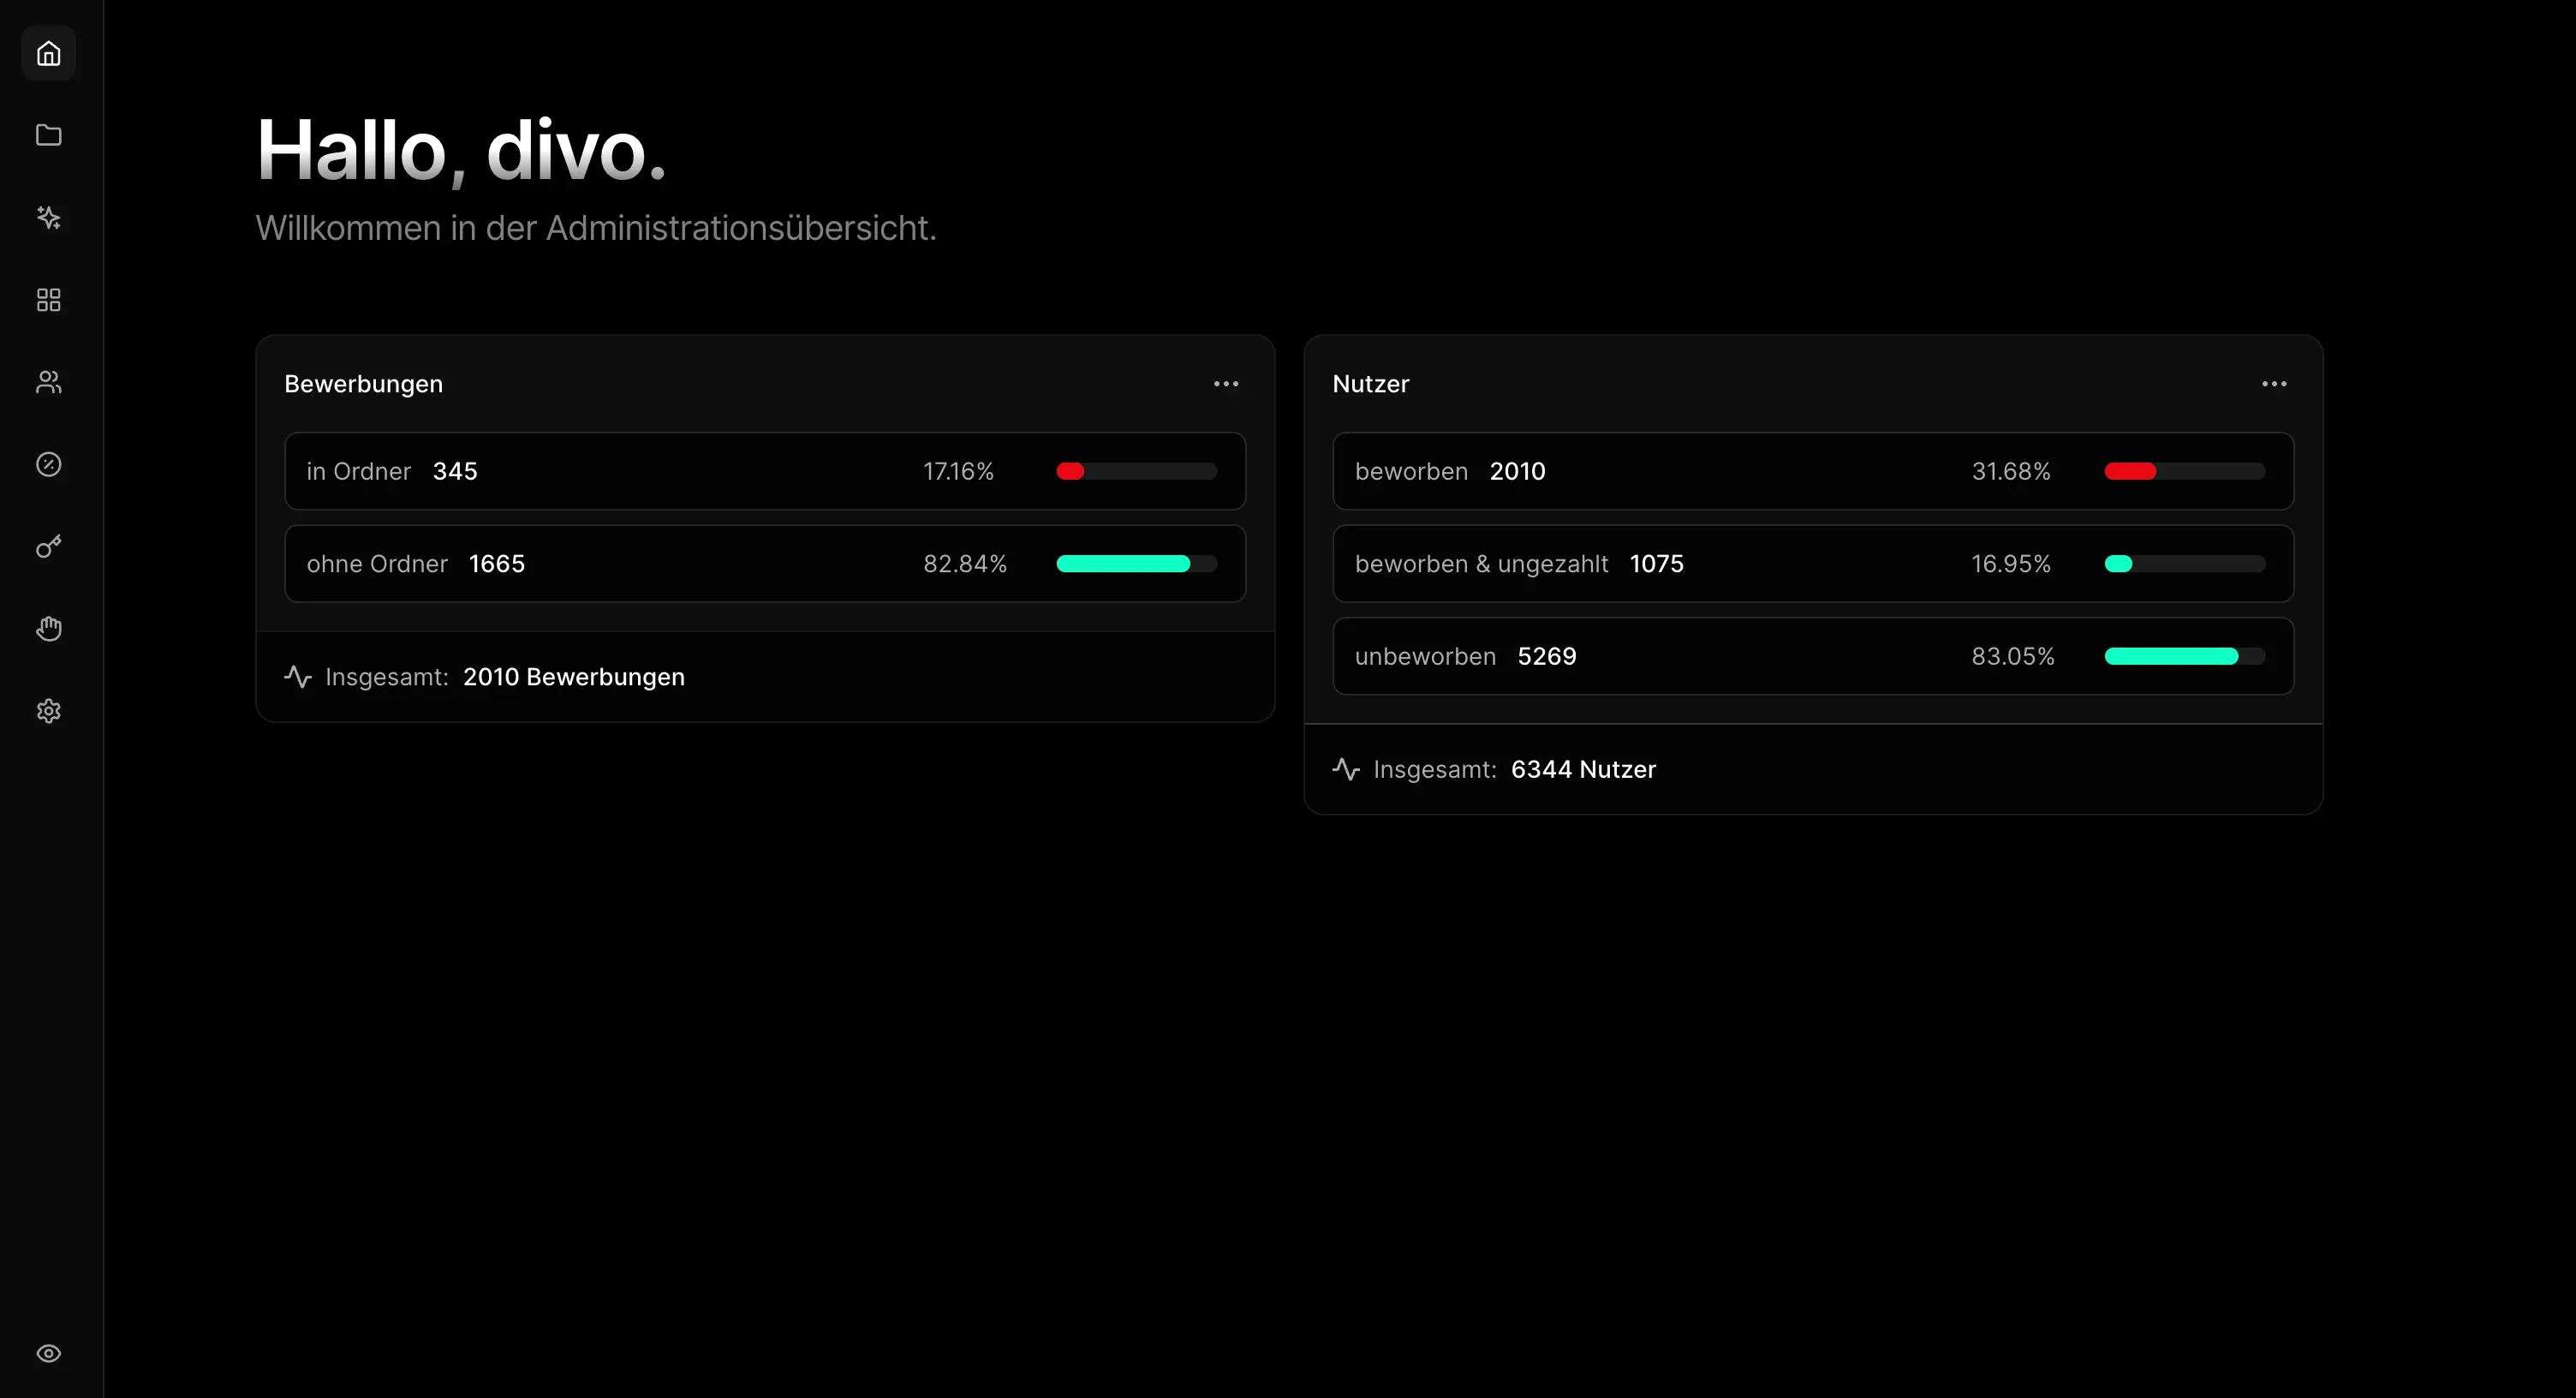 Hallo, divo.
Willkommen in der Administrationsübersicht.
Bewerbungen
in Ordner 345 17.16%
ohne Ordner 1665 82.84%
Insgesamt: 2010 Bewerbungen
Nutzer
beworben 2010 31.68%
beworben & ungezahlt 1075 16.95%
unbeworben 5269 83.05%
Insgesamt: 6344 Nutzer